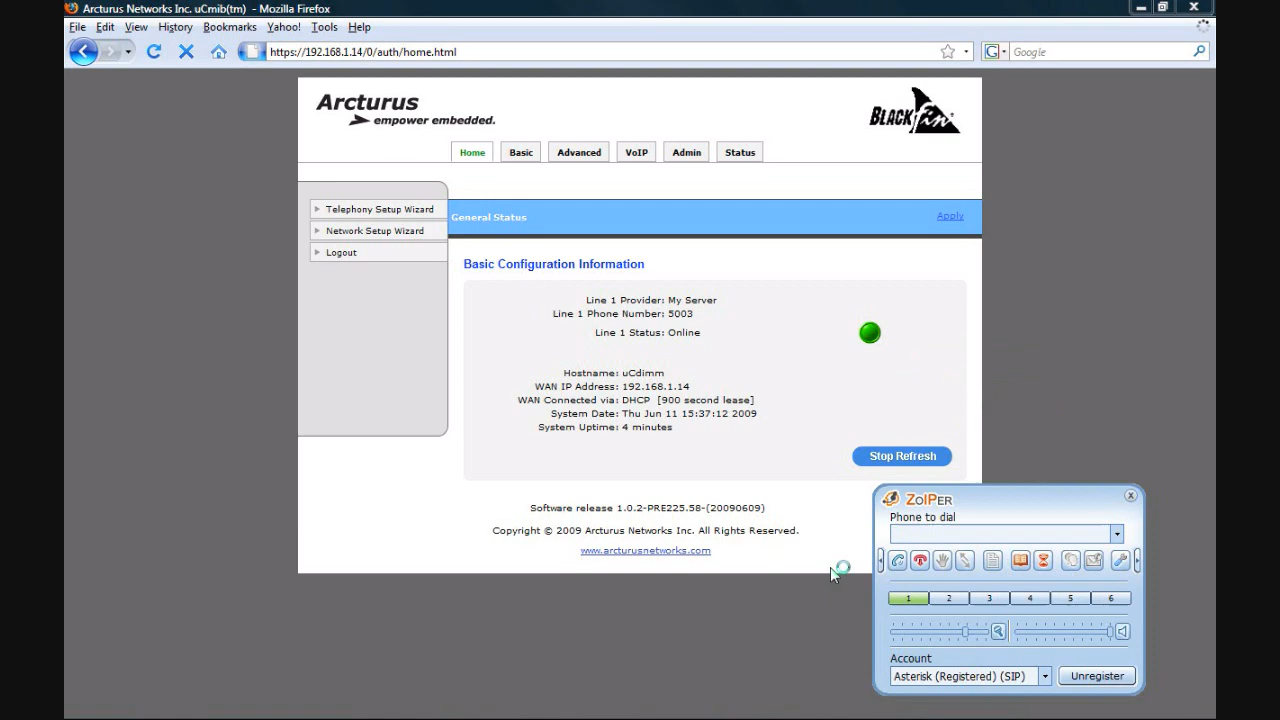 Arcturus Networks Inc. uCmib(tm) - Mozilla Firefox
File Edit View History Bookmarks Yahoo! Tools Help
https://192.168.1.14/0/auth/home.html
G Google
Arcturus
empower embedded.
BLACKfin
Home Basic Advanced VoIP Admin Status
Telephony Setup Wizard
Network Setup Wizard
Logout
General Status
Apply
Basic Configuration Information
Line 1 Provider: My Server
Line 1 Phone Number: 5003
Line 1 Status: Online
Hostname: uCdimm
WAN IP Address: 192.168.1.14
WAN Connected via: DHCP [900 second lease]
System Date: Thu Jun 11 15:37:12 2009
System Uptime: 4 minutes
Stop Refresh
Software release 1.0.2-PRE225.58-(20090609)
Copyright © 2009 Arcturus Networks Inc. All Rights Reserved.
www.arcturusnetworks.com
ZOIPER
Phone to dial
1 2 3 4 5 6
Account
Asterisk (Registered) (SIP)
Unregister